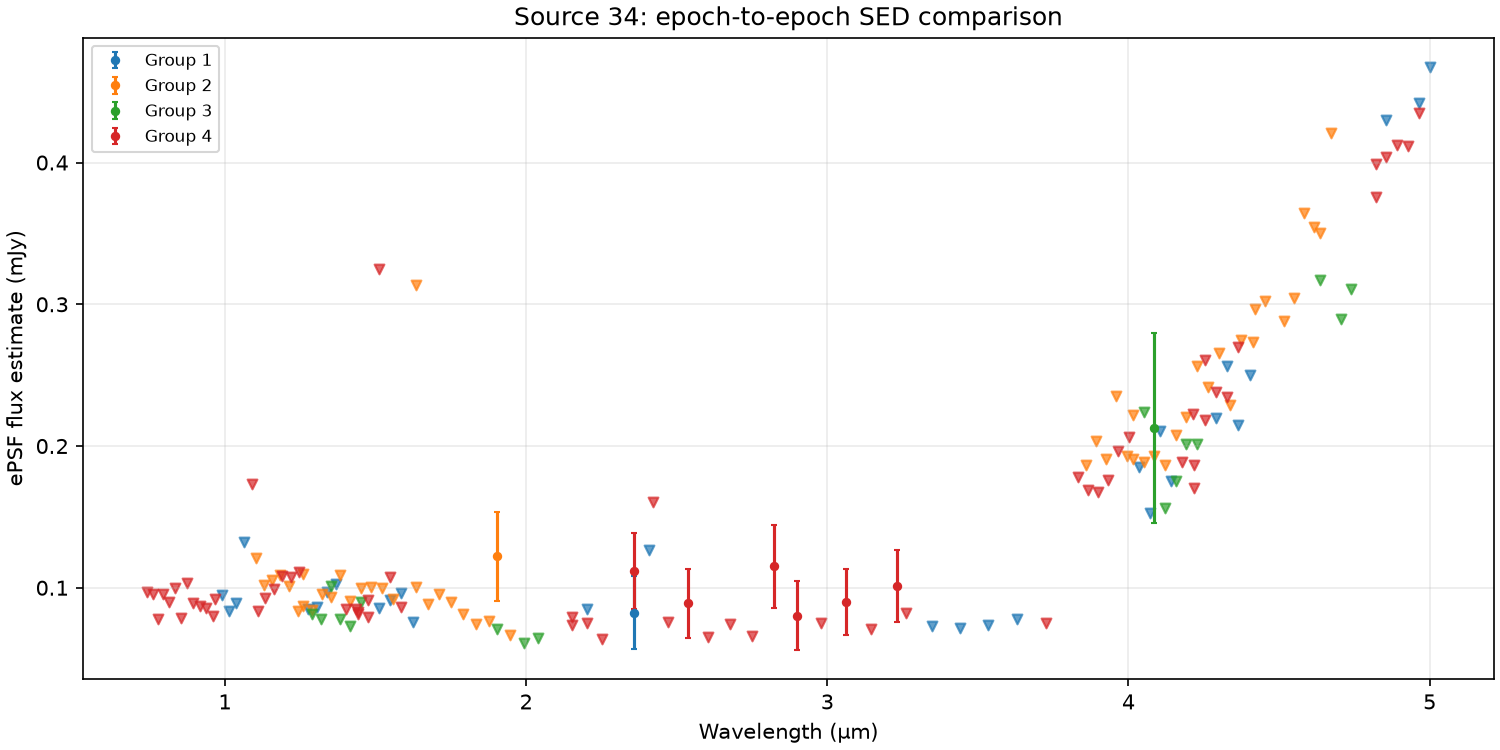 Source 34: epoch-to-epoch SED comparison
Group 1
Group 2
Group 3
Group 4
ePSF flux estimate (mJy)
0.4
0.3
0.2
0.1
1 2 3 4 5
Wavelength (μm)